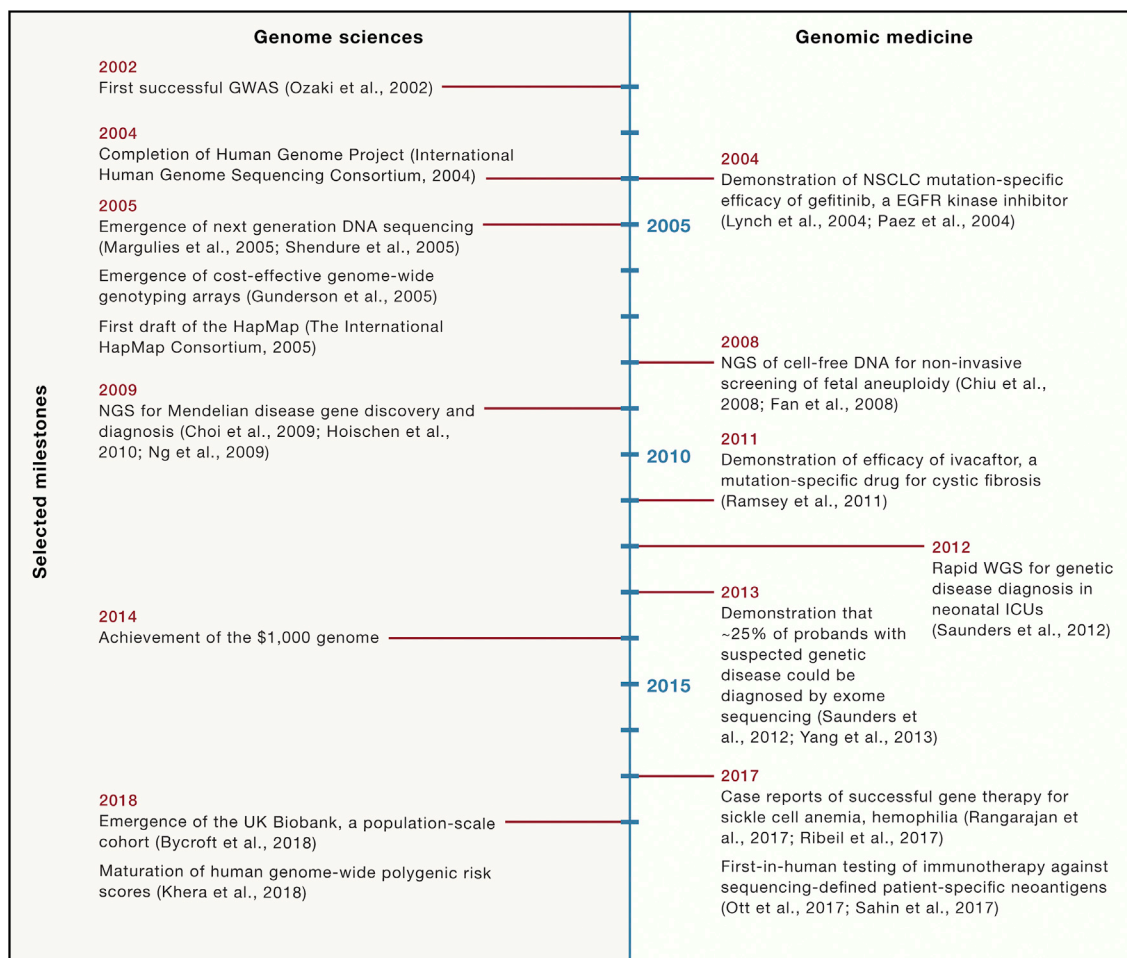 Genome sciences
2002
First successful GWAS (Ozaki et al., 2002)
2004
Completion of Human Genome Project (International
Human Genome Sequencing Consortium, 2004)
2005
Emergence of next generation DNA sequencing
(Margulies et al., 2005; Shendure et al., 2005)
Emergence of cost-effective genome-wide
genotyping arrays (Gunderson et al., 2005)
First draft of the HapMap (The International
HapMap Consortium, 2005)
2009
NGS for Mendelian disease gene discovery and
diagnosis (Choi et al., 2009; Hoischen et al.,
2010; Ng et al., 2009)
2014
Achievement of the $1,000 genome
2018
Emergence of the UK Biobank, a population-scale
cohort (Bycroft et al., 2018)
Maturation of human genome-wide polygenic risk
scores (Khera et al., 2018)
Selected milestones
2005
2010
2015
Genomic medicine
2004
Demonstration of NSCLC mutation-specific
efficacy of gefitinib, a EGFR kinase inhibitor
(Lynch et al., 2004; Paez et al., 2004)
2008
NGS of cell-free DNA for non-invasive
screening of fetal aneuploidy (Chiu et al.,
2008; Fan et al., 2008)
2011
Demonstration of efficacy of ivacaftor, a
mutation-specific drug for cystic fibrosis
(Ramsey et al., 2011)
2012
Rapid WGS for genetic
disease diagnosis in
neonatal ICUs
(Saunders et al., 2012)
2013
Demonstration that
~25% of probands with
suspected genetic
disease could be
diagnosed by exome
sequencing (Saunders et
al., 2012; Yang et al., 2013)
2017
Case reports of successful gene therapy for
sickle cell anemia, hemophilia (Rangarajan et
al., 2017; Ribeil et al., 2017)
First-in-human testing of immunotherapy against
sequencing-defined patient-specific neoantigens
(Ott et al., 2017; Sahin et al., 2017)